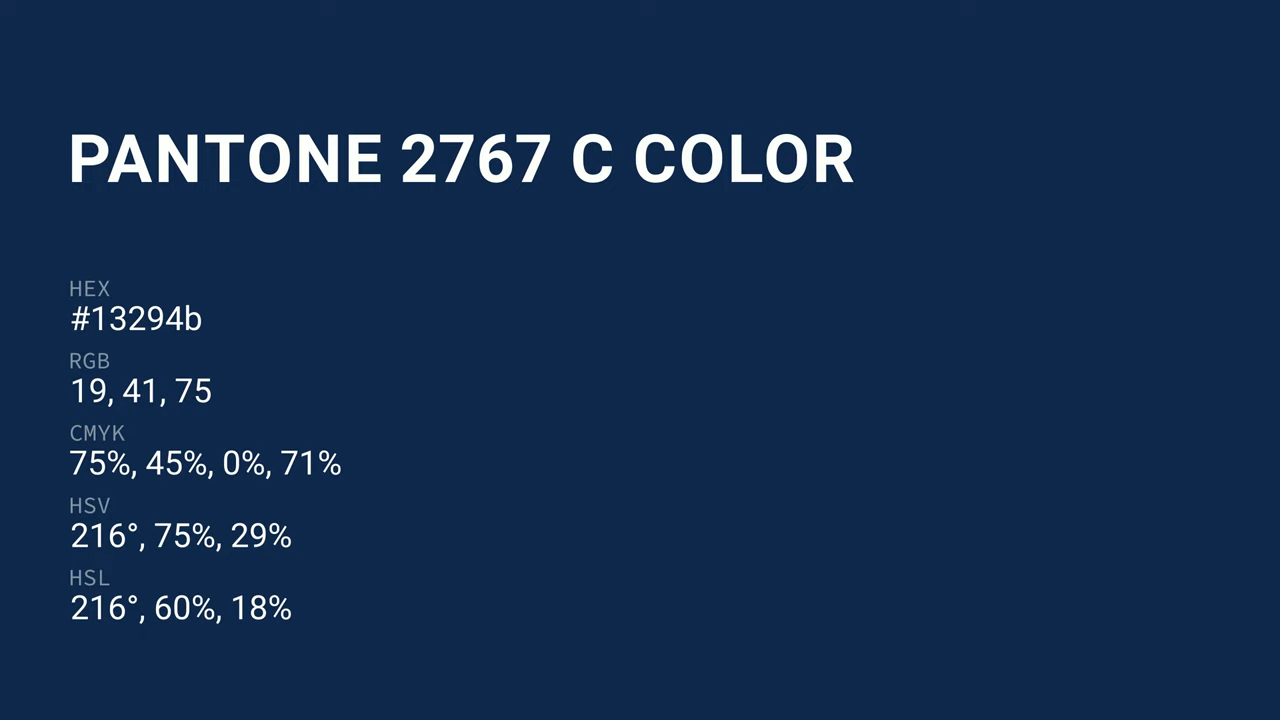 PANTONE 2767 C COLOR
HEX
#13294b
RGB
19, 41, 75
CMYK
75%, 45%, 0%, 71%
HSV
216°, 75%, 29%
HSL
216°, 60%, 18%